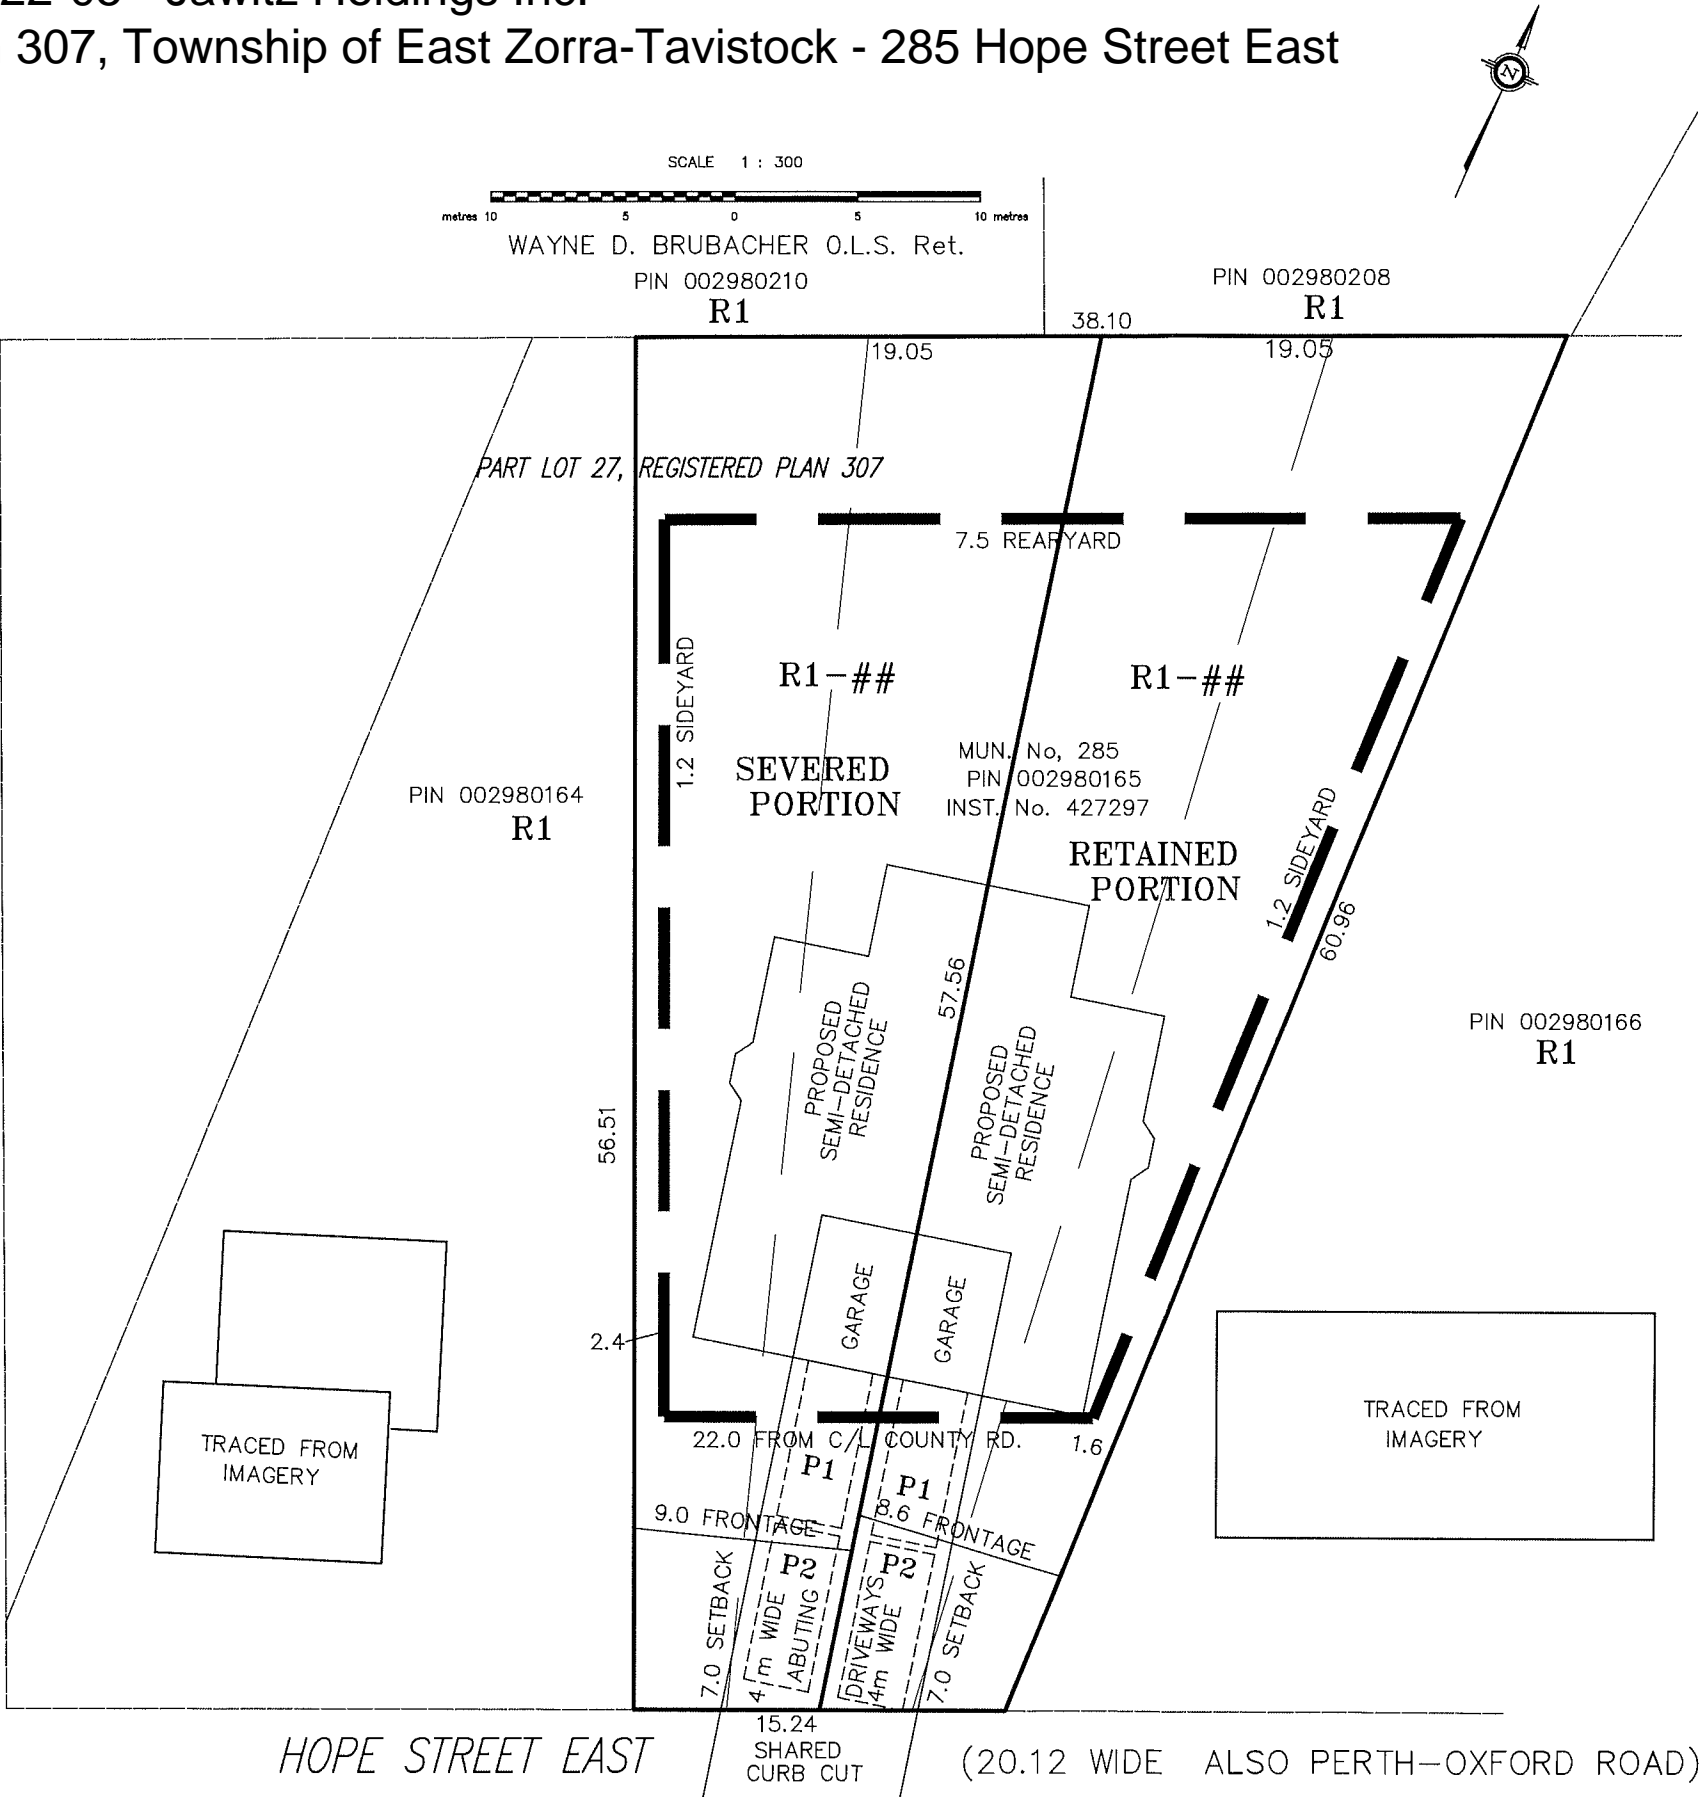 307, Township of East Zorra-Tavistock - 285 Hope Street East
N
SCALE 1 : 300
metres 10 5 0 5 10 metres
WAYNE D. BRUBACHER O.L.S. Ret.
PIN 002980210
R1
PIN 002980208
R1
38.10
19.05
19.05
PART LOT 27, REGISTERED PLAN 307
7.5 REARYARD
1.2 SIDEYARD
R1-##
R1-##
SEVERED
PORTION
MUN. No, 285
PIN 002980165
INST. No. 427297
PIN 002980164
R1
RETAINED
PORTION
1.2 SIDEYARD
60.96
57.56
PROPOSED
SEMI-DETACHED
RESIDENCE
PROPOSED
SEMI-DETACHED
RESIDENCE
PIN 002980166
R1
56.51
GARAGE
GARAGE
2.4
TRACED FROM
IMAGERY
TRACED FROM
IMAGERY
22.0 FROM C/L COUNTY RD.
1.6
P1
P1
9.0 FRONTAGE
8.6 FRONTAGE
P2
P2
7.0 SETBACK
4m WIDE
ABUTING
DRIVEWAYS
4m WIDE
7.0 SETBACK
15.24
SHARED
CURB CUT
HOPE STREET EAST
(20.12 WIDE ALSO PERTH-OXFORD ROAD)